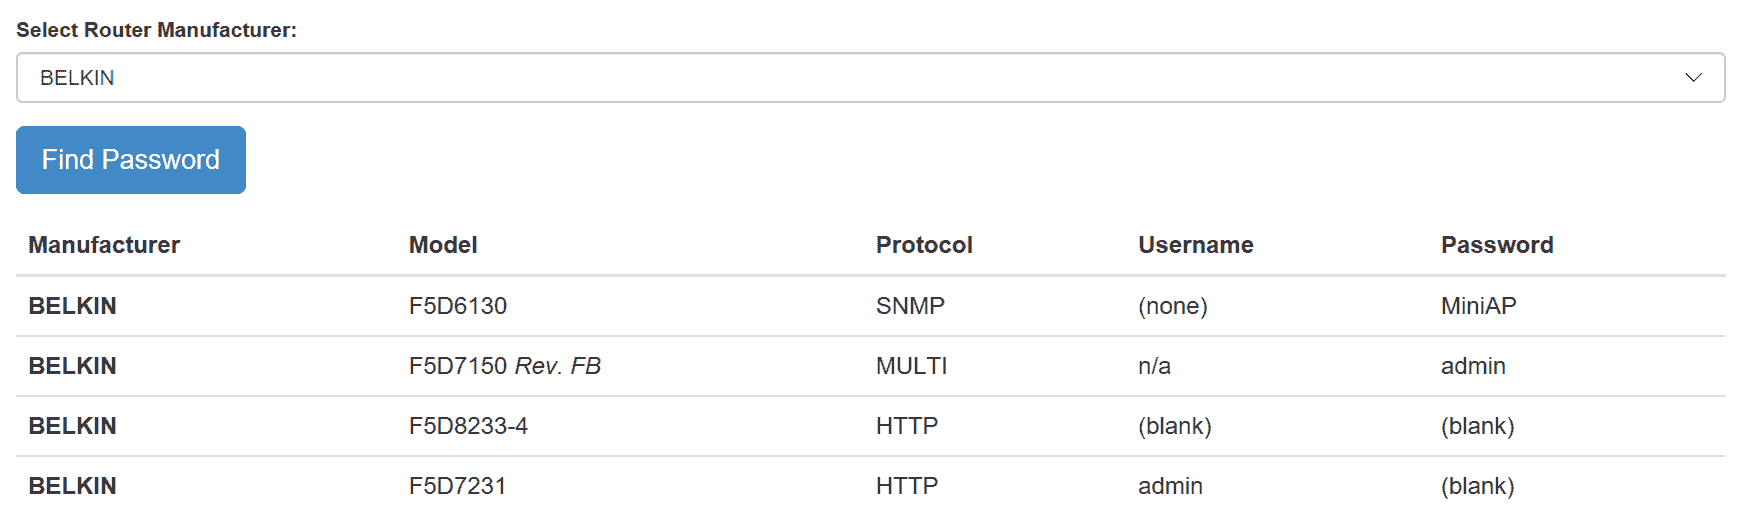 Select Router Manufacturer:
BELKIN
Find Password
Manufacturer Model Protocol Username Password
BELKIN F5D6130 SNMP (none) MiniAP
BELKIN F5D7150 Rev. FB MULTI n/a admin
BELKIN F5D8233-4 HTTP (blank) (blank)
BELKIN F5D7231 HTTP admin (blank)